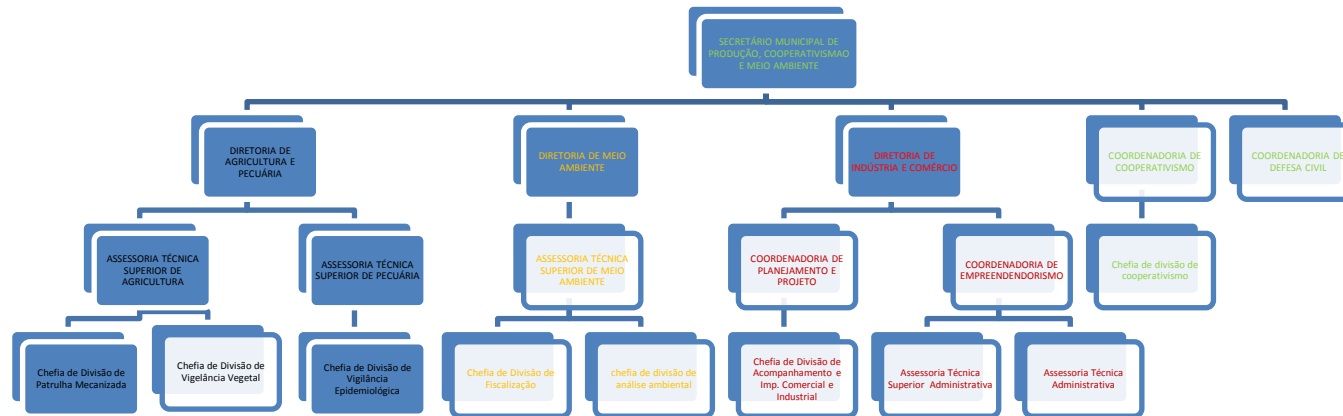 SECRETÁRIO MUNICIPAL DE
PRODUÇÃO, COOPERATIVISMAO
E MEIO AMBIENTE
DIRETORIA DE
AGRICULTURA E
PECUÁRIA
DIRETORIA DE MEIO
AMBIENTE
DIRETORIA DE
INDÚSTRIA E COMÉRCIO
COORDENADORIA DE
COOPERATIVISMO
COORDENADORIA DE
DEFESA CIVIL
ASSESSORIA TÉCNICA
SUPERIOR DE
AGRICULTURA
ASSESSORIA TÉCNICA
SUPERIOR DE PECUÁRIA
ASSESSORIA TÉCNICA
SUPERIOR DE MEIO
AMBIENTE
COORDENADORIA DE
PLANEJAMENTO E
PROJETO
COORDENADORIA DE
EMPREENDENDORISMO
Chefia de divisão de
cooperativismo
Chefia de Divisão de
Patrulha Mecanizada
Chefia de Divisão de
Vigelância Vegetal
Chefia de Divisão de
Vigilância
Epidemiológica
Chefia de Divisão de
Fiscalização
chefia de divisão de
análise ambiental
Chefia de Divisão de
Acompanhamento e
Imp. Comercial e
Industrial
Assessoria Técnica
Superior Administrativa
Assessoria Técnica
Administrativa